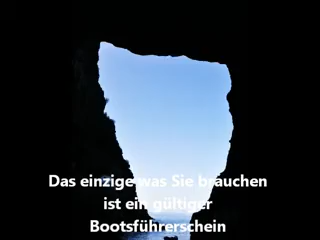 Das einzige was Sie brauchen
ist ein gültiger
Bootsführerschein